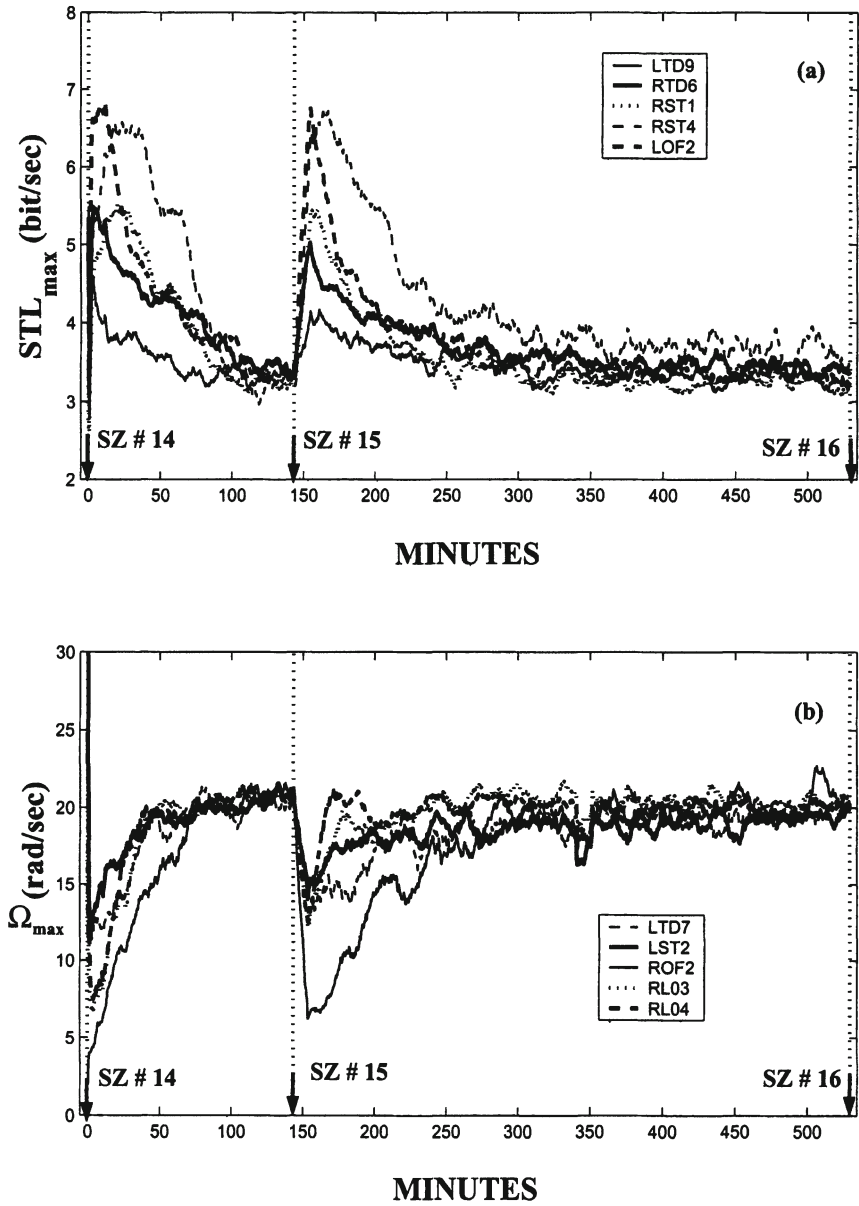 8
7
6
5
4
3
2
STL max (bit/sec)
(a)
LTD9
RTD6
RST1
RST4
LOF2
SZ # 14
SZ # 15
SZ # 16
0 50 100 150 200 250 300 350 400 450 500
MINUTES
30
25
20
15
10
5
0
Ω max (rad/sec)
(b)
LTD7
LST2
ROF2
RL03
RL04
SZ # 14
SZ # 15
SZ # 16
0 50 100 150 200 250 300 350 400 450 500
MINUTES